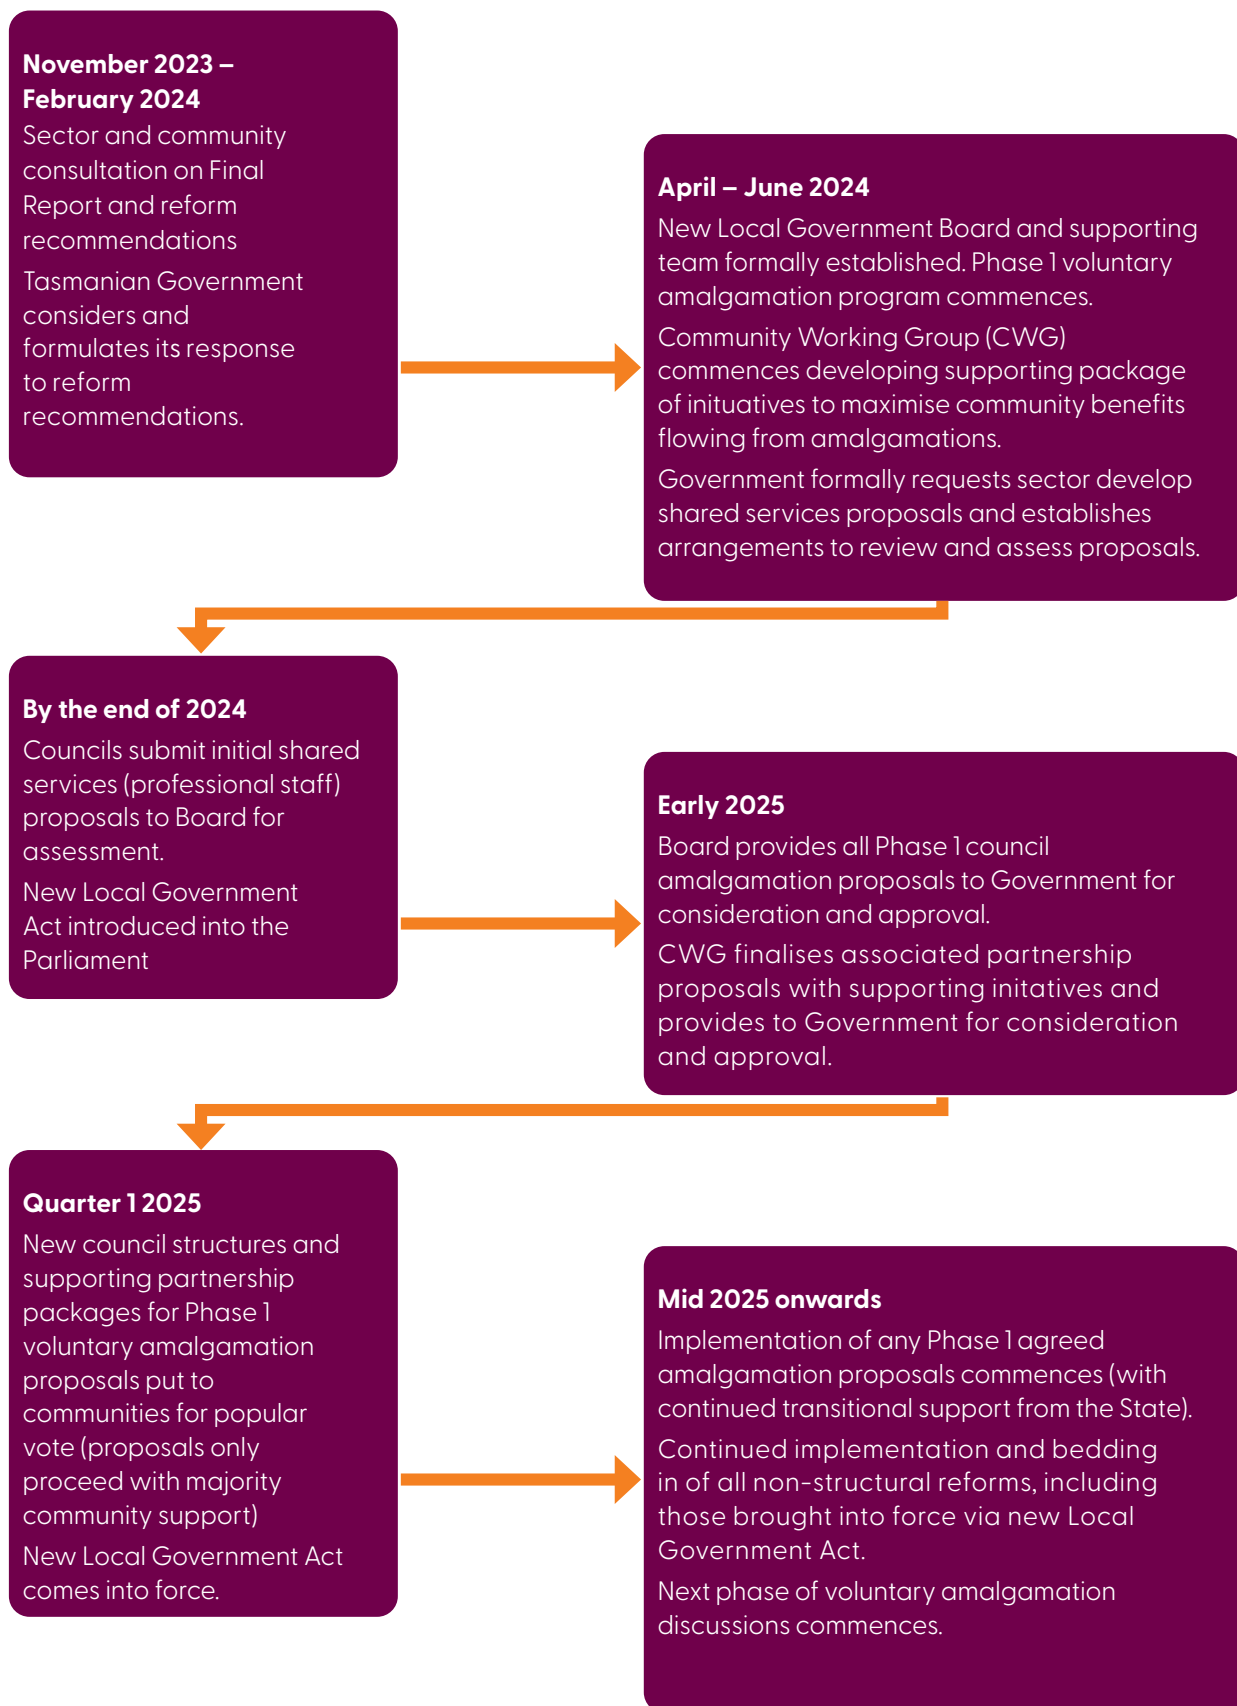 November 2023 –
February 2024
Sector and community
consultation on Final
Report and reform
recommendations
Tasmanian Government
considers and
formulates its response
to reform
recommendations.
April – June 2024
New Local Government Board and supporting
team formally established. Phase 1 voluntary
amalgamation program commences.
Community Working Group (CWG)
commences developing supporting package
of inituatives to maximise community benefits
flowing from amalgamations.
Government formally requests sector develop
shared services proposals and establishes
arrangements to review and assess proposals.
By the end of 2024
Councils submit initial shared
services (professional staff)
proposals to Board for
assessment.
New Local Government
Act introduced into the
Parliament
Early 2025
Board provides all Phase 1 council
amalgamation proposals to Government for
consideration and approval.
CWG finalises associated partnership
proposals with supporting initatives and
provides to Government for consideration
and approval.
Quarter 1 2025
New council structures and
supporting partnership
packages for Phase 1
voluntary amalgamation
proposals put to
communities for popular
vote (proposals only
proceed with majority
community support)
New Local Government Act
comes into force.
Mid 2025 onwards
Implementation of any Phase 1 agreed
amalgamation proposals commences (with
continued transitional support from the State).
Continued implementation and bedding
in of all non-structural reforms, including
those brought into force via new Local
Government Act.
Next phase of voluntary amalgamation
discussions commences.